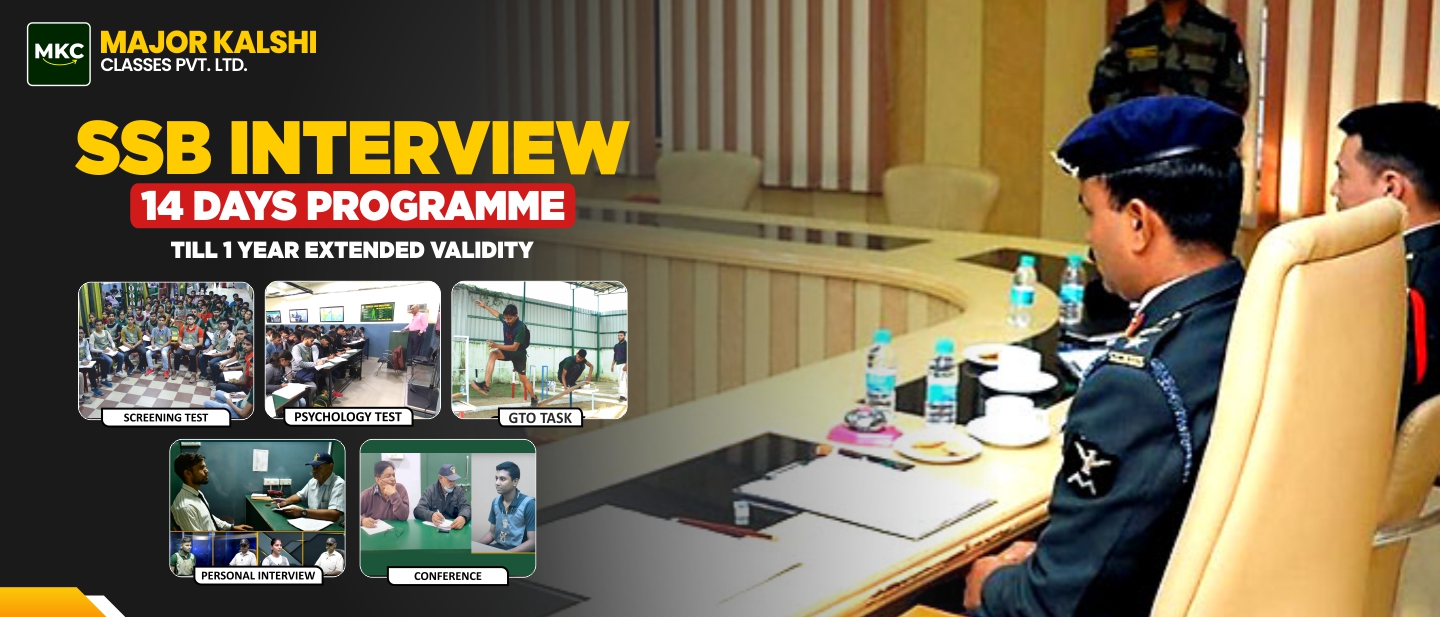 MKC
MAJOR KALSHI
CLASSES PVT. LTD.
SSB INTERVIEW
14 DAYS PROGRAMME
TILL 1 YEAR EXTENDED VALIDITY
SCREENING TEST
PSYCHOLOGY TEST
GTO TASK
PERSONAL INTERVIEW
CONFERENCE